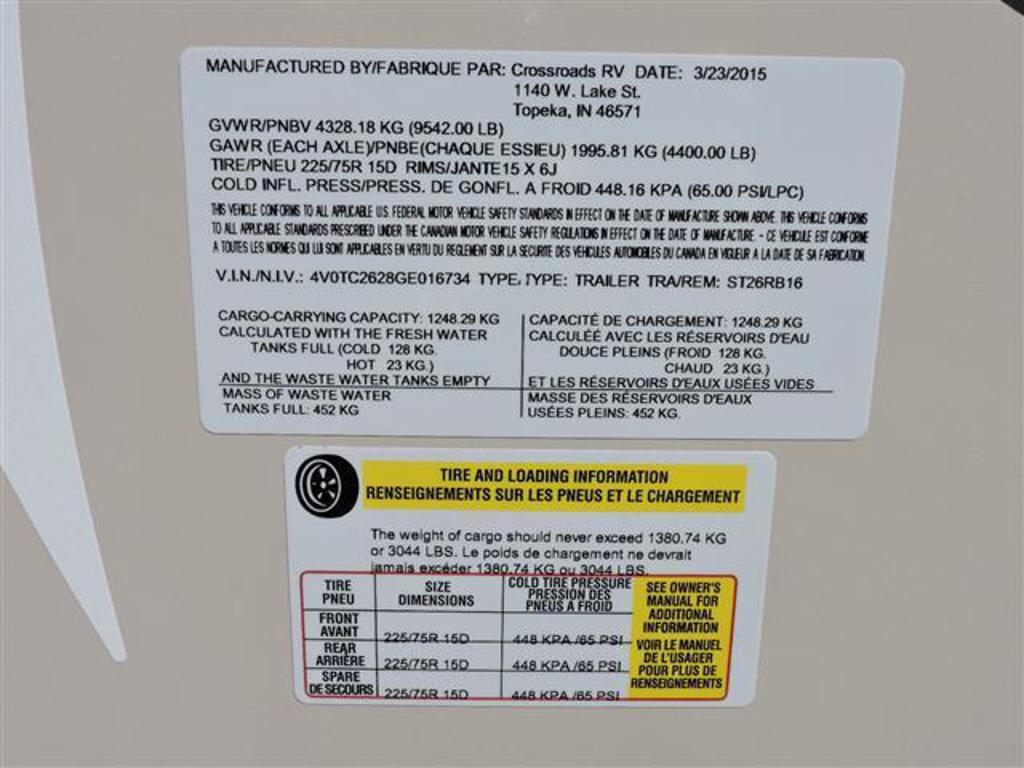 MANUFACTURED BY/FABRIQUE PAR: Crossroads RV DATE: 3/23/2015
1140 W. Lake St.
Topeka, IN 46571
GVWR/PNBV 4328.18 KG (9542.00 LB)
GAWR (EACH AXLE)/PNBE(CHAQUE ESSIEU) 1995.81 KG (4400.00 LB)
TIRE/PNEU 225/75R 15D RIMS/JANTE15 X 6J
COLD INFL. PRESS/PRESS. DE GONFL. A FROID 448.16 KPA (65.00 PSI/LPC)
THIS VEHICLE CONFORMS TO ALL APPLICABLE U.S. FEDERAL MOTOR VEHICLE SAFETY STANDARDS IN EFFECT ON THE DATE OF MANUFACTURE SHOWN ABOVE. THIS VEHICLE CONFORMS
TO ALL APPLICABLE STANDARDS PRESCRIBED UNDER THE CANADIAN MOTOR VEHICLE SAFETY REGULATIONS IN EFFECT ON THE DATE OF MANUFACTURE. - CE VEHICULE EST CONFORME
A TOUTES LES NORMES QUI LUI SONT APPLICABLES EN VERTU DU REGLEMENT SUR LA SECURITE DES VEHICULES AUTOMOBILES DU CANADA EN VIGUEUR A LA DATE DE SA FABRICATION.
V.I.N./N.I.V.: 4V0TC2628GE016734 TYPE/TYPE: TRAILER TRA/REM: ST26RB16
CARGO-CARRYING CAPACITY: 1248.29 KG
CALCULATED WITH THE FRESH WATER
TANKS FULL (COLD 128 KG.
HOT 23 KG.)
AND THE WASTE WATER TANKS EMPTY
MASS OF WASTE WATER
TANKS FULL: 452 KG
CAPACITÉ DE CHARGEMENT: 1248.29 KG
CALCULÉE AVEC LES RÉSERVOIRS D'EAU
DOUCE PLEINS (FROID 128 KG.
CHAUD 23 KG.)
ET LES RÉSERVOIRS D'EAUX USÉES VIDES
MASSE DES RÉSERVOIRS D'EAUX
USÉES PLEINS: 452 KG.
TIRE AND LOADING INFORMATION
RENSEIGNEMENTS SUR LES PNEUS ET LE CHARGEMENT
The weight of cargo should never exceed 1380.74 KG
or 3044 LBS. Le poids de chargement ne devrait
jamais excéder 1380.74 KG ou 3044 LBS.
TIRE
PNEU
SIZE
DIMENSIONS
COLD TIRE PRESSURE
PRESSION DES
PNEUS A FROID
FRONT
AVANT
225/75R 15D
448 KPA /65 PSI
REAR
ARRIÈRE
225/75R 15D
448 KPA /65 PSI
SPARE
DE SECOURS
225/75R 15D
448 KPA /65 PSI
SEE OWNER'S
MANUAL FOR
ADDITIONAL
INFORMATION
VOIR LE MANUEL
DE L'USAGER
POUR PLUS DE
RENSEIGNEMENTS